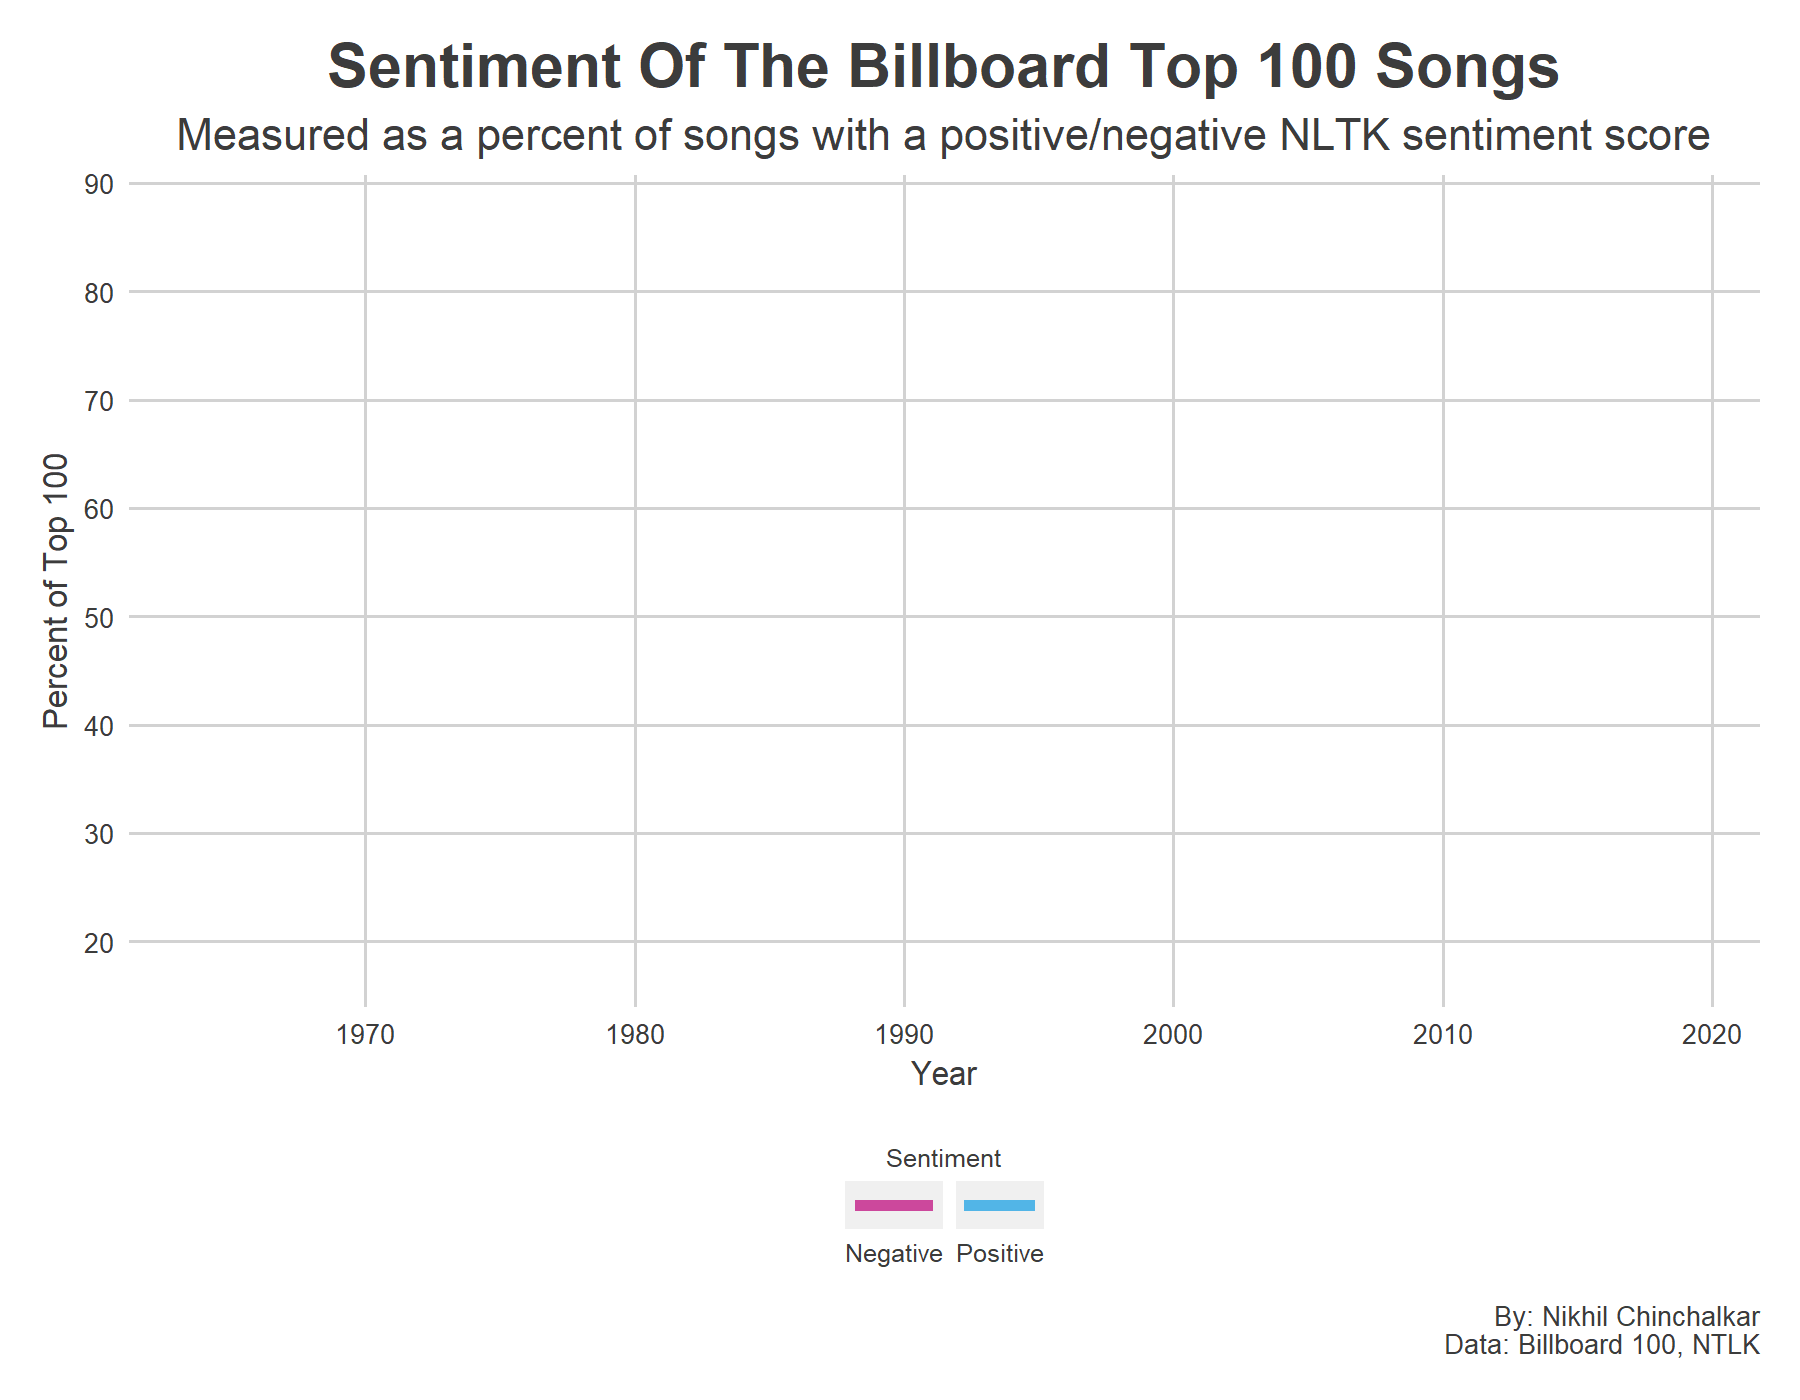 Sentiment Of The Billboard Top 100 Songs
Measured as a percent of songs with a positive/negative NLTK sentiment score
90
80
70
60
50
40
30
20
Percent of Top 100
1970 1980 1990 2000 2010 2020
Year
Sentiment
Negative Positive
By: Nikhil Chinchalkar
Data: Billboard 100, NTLK